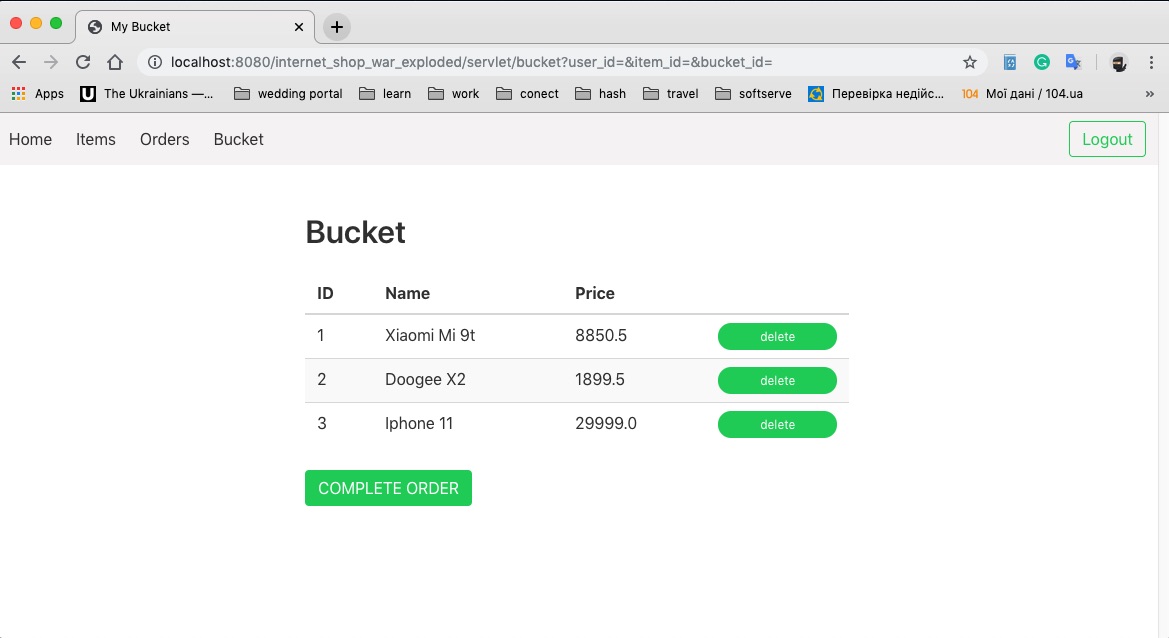 My Bucket
localhost:8080/internet_shop_war_exploded/servlet/bucket?user_id=&item_id=&bucket_id=
Apps U The Ukrainians —... wedding portal learn work conect hash travel softserve Перевірка недійс... 104 Мої дані / 104.ua »
Home Items Orders Bucket Logout
Bucket
ID Name Price
1 Xiaomi Mi 9t 8850.5 delete
2 Doogee X2 1899.5 delete
3 Iphone 11 29999.0 delete
COMPLETE ORDER